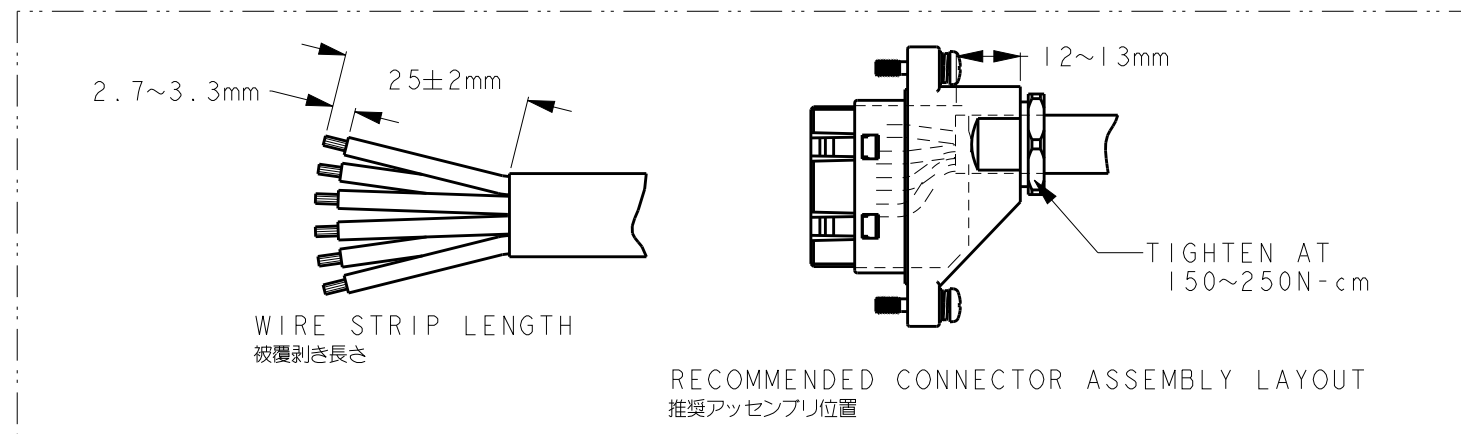 2.7~3.3mm
25±2mm
WIRE STRIP LENGTH
被覆剥き長さ
12~13mm
TIGHTEN AT
150~250N-cm
RECOMMENDED CONNECTOR ASSEMBLY LAYOUT
推奨アッセンブリ位置